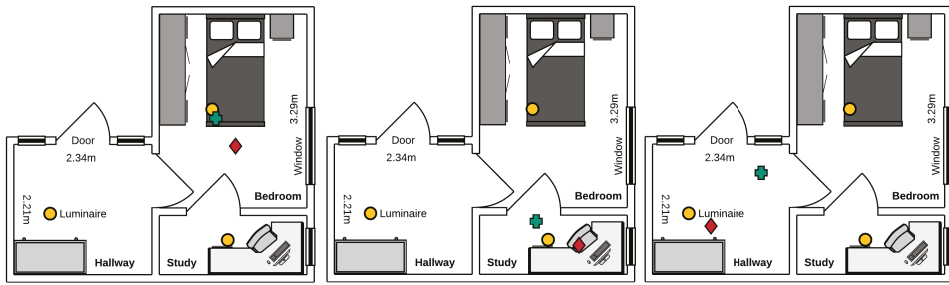 Door
2.34m
3.29m
Window
2.21m
Luminaire
Bedroom
Hallway
Study
Door
2.34m
3.29m
Window
2.21m
Luminaire
Bedroom
Hallway
Study
Door
2.34m
3.29m
Window
2.21m
Luminaire
Bedroom
Hallway
Study